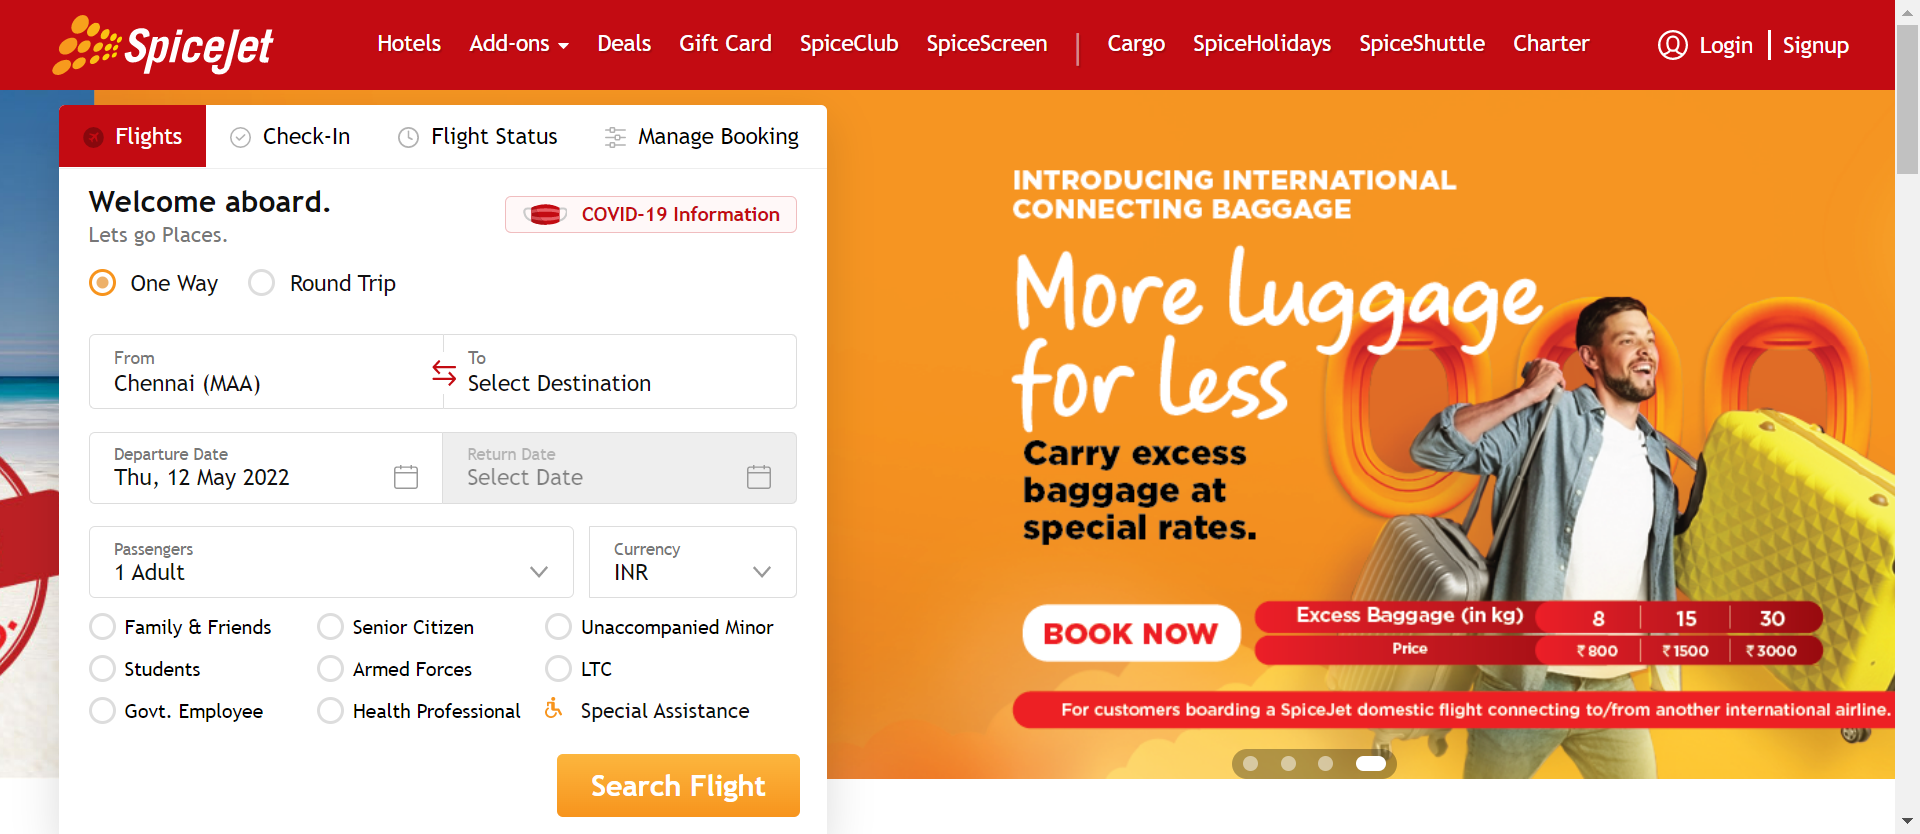 SpiceJet
Hotels Add-ons Deals Gift Card SpiceClub SpiceScreen | Cargo SpiceHolidays SpiceShuttle Charter Login | Signup
Flights Check-In Flight Status Manage Booking
Welcome aboard.
Lets go Places.
COVID-19 Information
One Way Round Trip
From
Chennai (MAA)
To
Select Destination
Departure Date
Thu, 12 May 2022
Return Date
Select Date
Passengers
1 Adult
Currency
INR
Family & Friends Senior Citizen Unaccompanied Minor
Students Armed Forces LTC
Govt. Employee Health Professional Special Assistance
Search Flight
INTRODUCING INTERNATIONAL
CONNECTING BAGGAGE
More luggage
for less
Carry excess
baggage at
special rates.
BOOK NOW
Excess Baggage (in kg) 8 15 30
Price ₹800 ₹1500 ₹3000
For customers boarding a SpiceJet domestic flight connecting to/from another international airline.